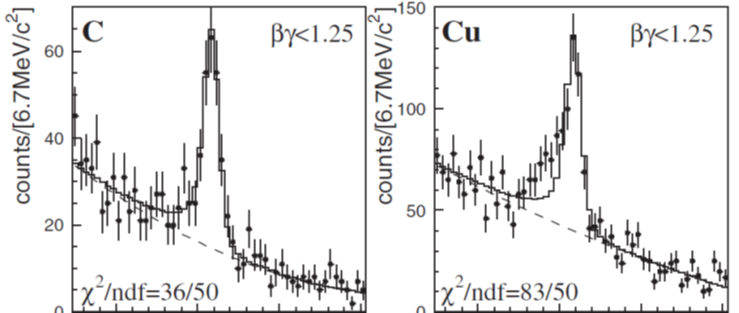 C
βγ<1.25
counts/[6.7MeV/c²]
60
40
20
0
χ²/ndf=36/50
Cu
βγ<1.25
counts/[6.7MeV/c²]
150
100
50
0
χ²/ndf=83/50